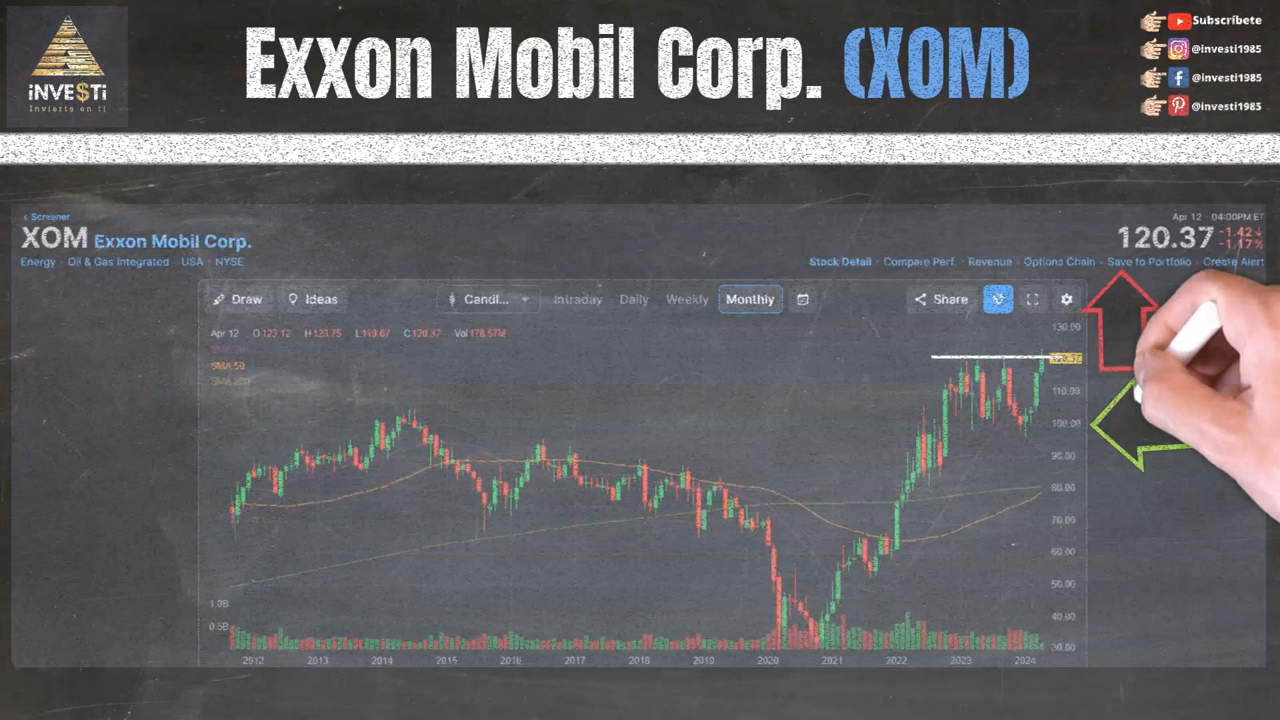 iNVE$Ti
Invierto en ti
Exxon Mobil Corp. (XOM)
Subscríbete
@investi1985
@investi1985
@investi1985
‹ Screener
XOM Exxon Mobil Corp.
Energy · Oil & Gas Integrated · USA · NYSE
Apr 12 · 04:00PM ET
120.37 -1.42↓
-1.17%↓
Stock Detail · Compare Perf. · Revenue · Options Chain · Save to Portfolio · Create Alert
Draw Ideas Candl... Intraday Daily Weekly Monthly Share
Apr 12 O 123.12 H 123.75 L 119.67 C 120.37 Vol 178.57M
SMA 50
SMA 200
130.00
110.00
100.00
90.00
80.00
70.00
60.00
50.00
40.00
30.00
1.0B
0.5B
2012 2013 2014 2015 2016 2017 2018 2019 2020 2021 2022 2023 2024